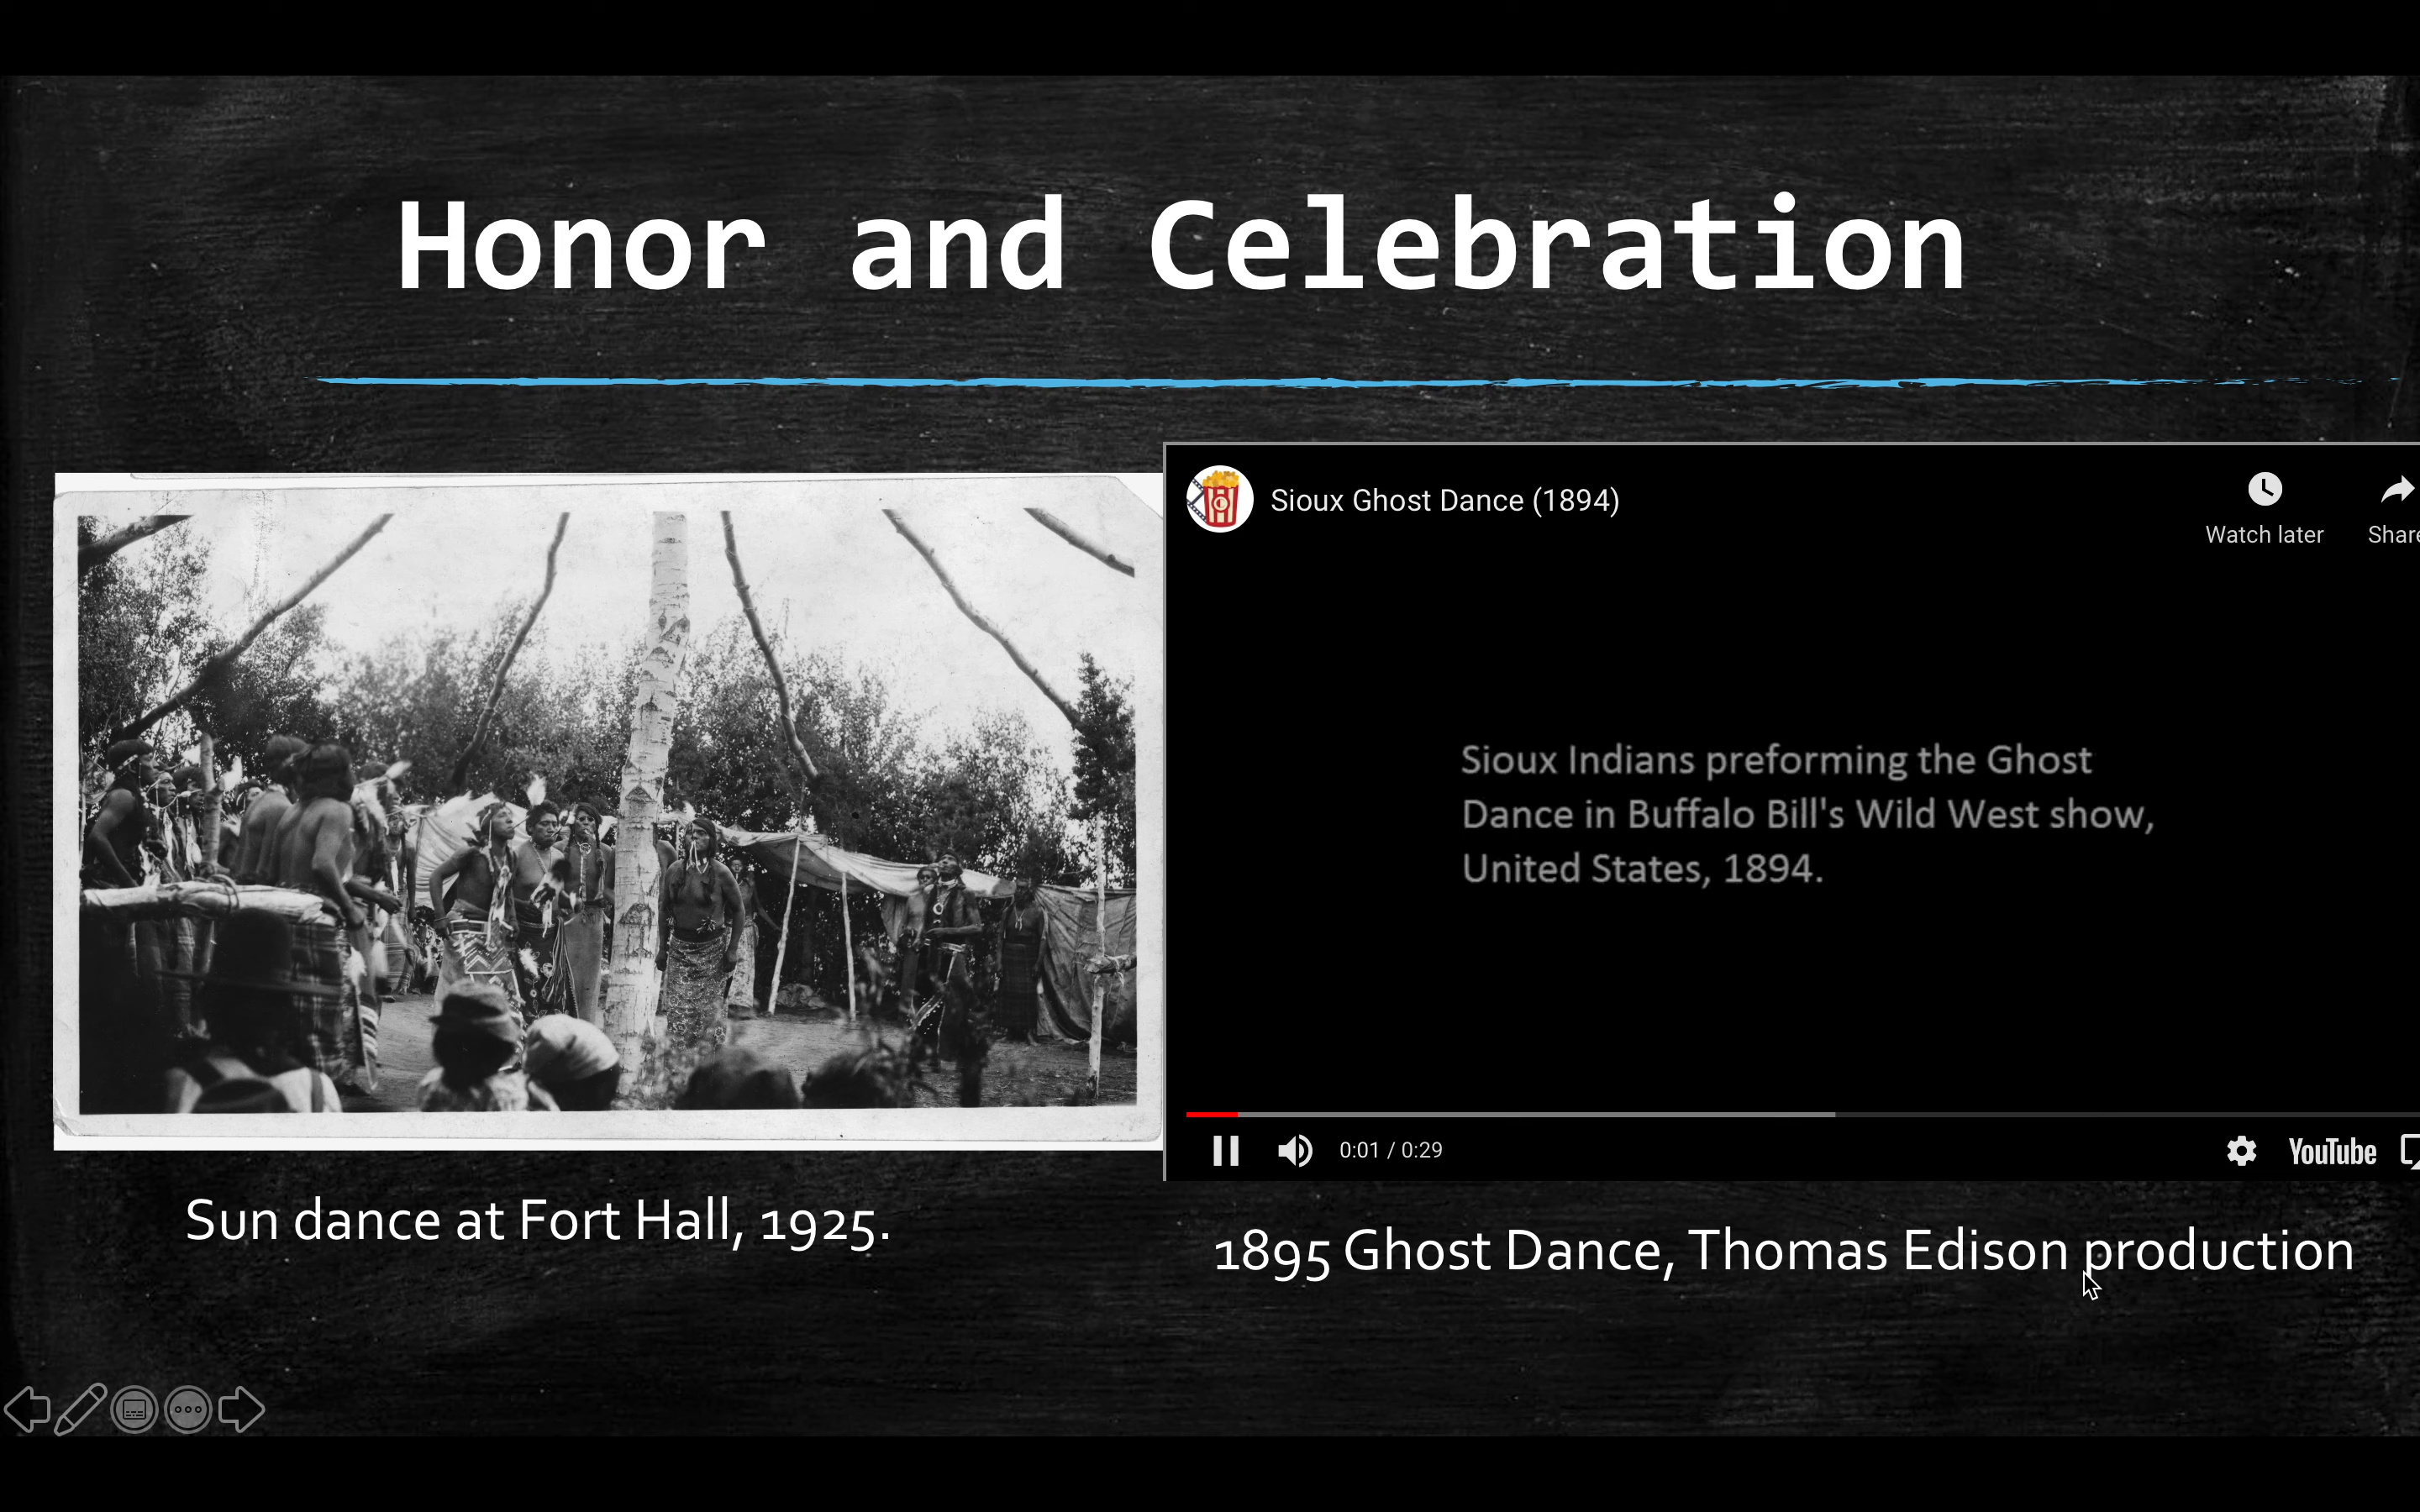 Honor and Celebration
Sioux Ghost Dance (1894)
Watch later
Share
Sioux Indians preforming the Ghost
Dance in Buffalo Bill's Wild West show,
United States, 1894.
0:01 / 0:29
YouTube
Sun dance at Fort Hall, 1925.
1895 Ghost Dance, Thomas Edison production